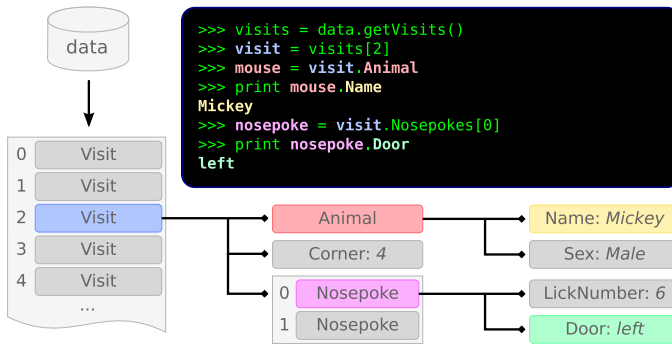 data
>>> visits = data.getVisits()
>>> visit = visits[2]
>>> mouse = visit.Animal
>>> print mouse.Name
Mickey
>>> nosepoke = visit.Nosepokes[0]
>>> print nosepoke.Door
left
0 Visit
1 Visit
2 Visit
3 Visit
4 Visit
...
Animal
Corner: 4
0 Nosepoke
1 Nosepoke
Name: Mickey
Sex: Male
LickNumber: 6
Door: left